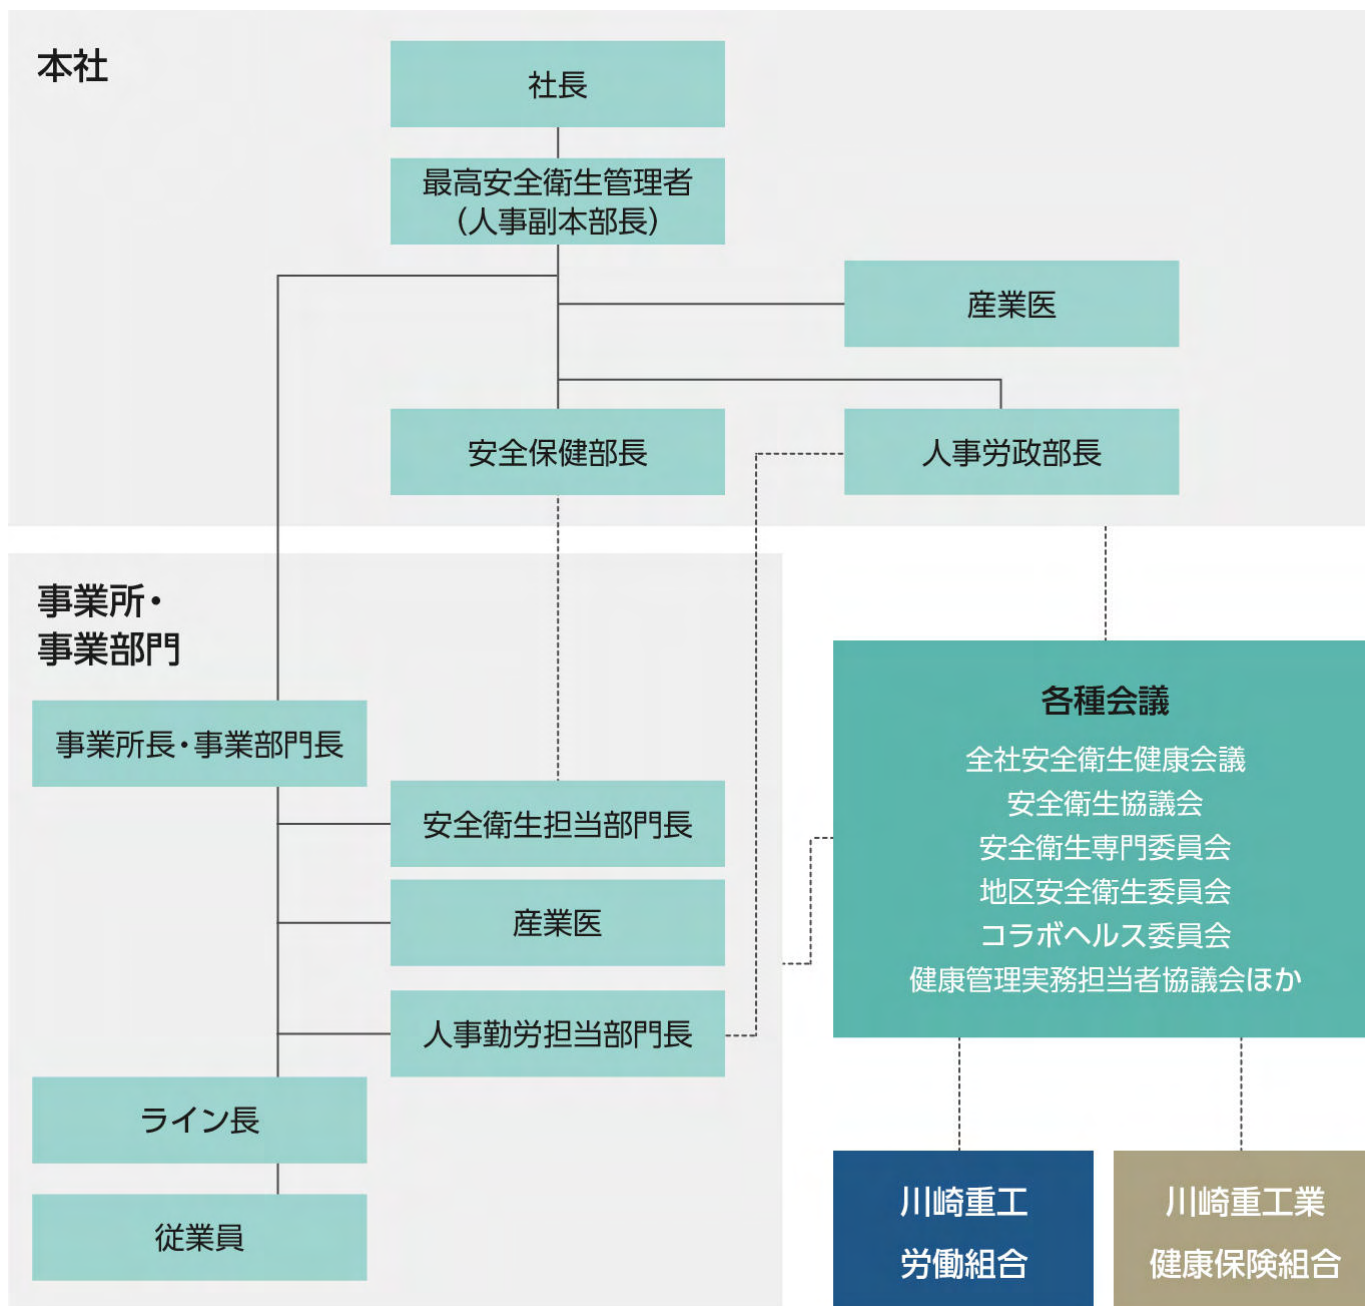 本社
社長
最高安全衛生管理者
（人事副本部長）
産業医
安全保健部長
人事労政部長
事業所・
事業部門
事業所長・事業部門長
安全衛生担当部門長
産業医
人事勤労担当部門長
ライン長
従業員
各種会議
全社安全衛生健康会議
安全衛生協議会
安全衛生専門委員会
地区安全衛生委員会
コラボヘルス委員会
健康管理実務担当者協議会ほか
川崎重工
労働組合
川崎重工業
健康保険組合